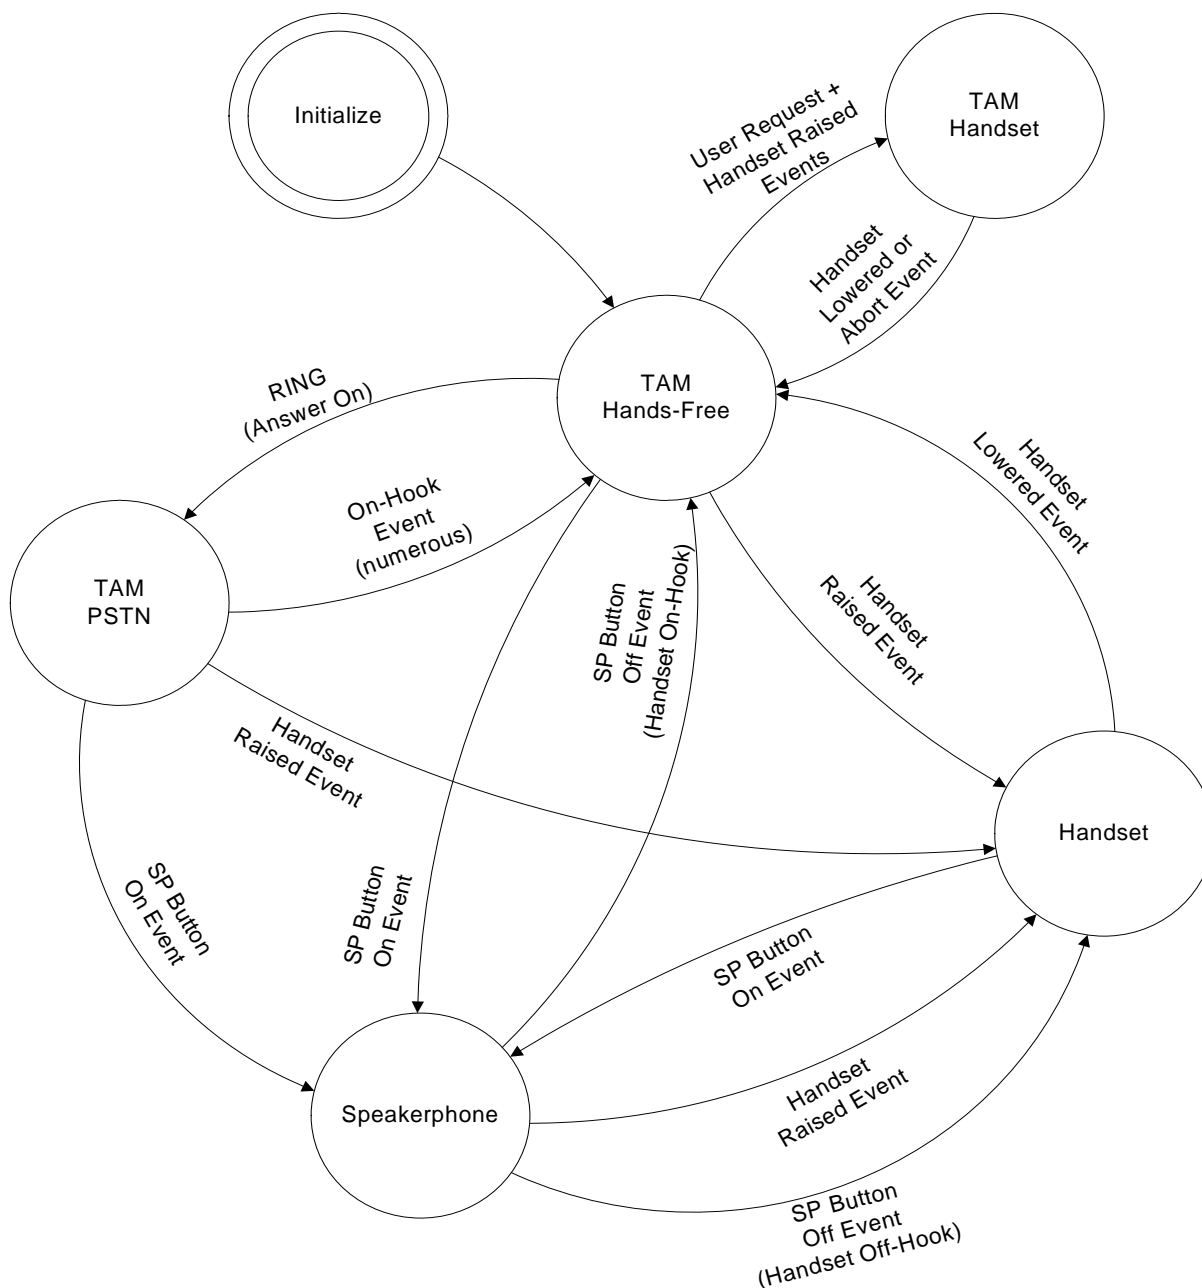 Initialize
TAM
Handset
User Request +
Handset Raised
Events
Handset
Lowered or
Abort Event
TAM
Hands-Free
RING
(Answer On)
On-Hook
Event
(numerous)
Handset
Lowered Event
TAM
PSTN
SP Button
Off Event
(Handset On-Hook)
Handset
Raised Event
Handset
Raised Event
Handset
SP Button
On Event
SP Button
On Event
SP Button
On Event
Speakerphone
Handset
Raised Event
SP Button
Off Event
(Handset Off-Hook)